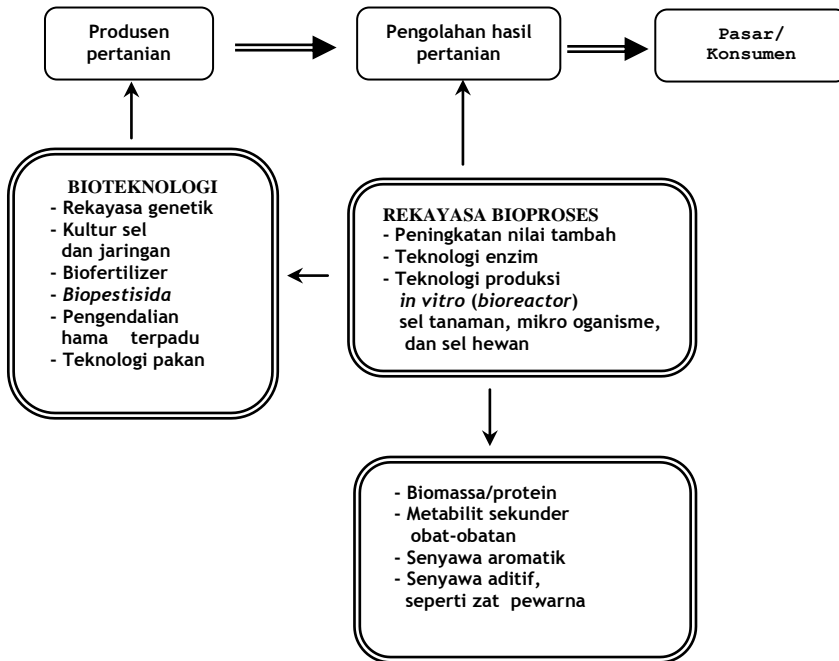 Produsen
pertanian
Pengolahan hasil
pertanian
Pasar/
Konsumen
BIOTEKNOLOGI
- Rekayasa genetik
- Kultur sel
dan jaringan
- Biofertilizer
- Biopestisida
- Pengendalian
hama terpadu
- Teknologi pakan
REKAYASA BIOPROSES
- Peningkatan nilai tambah
- Teknologi enzim
- Teknologi produksi
in vitro (bioreactor)
sel tanaman, mikro oganisme,
dan sel hewan
- Biomassa/protein
- Metabilit sekunder
obat-obatan
- Senyawa aromatik
- Senyawa aditif,
seperti zat pewarna